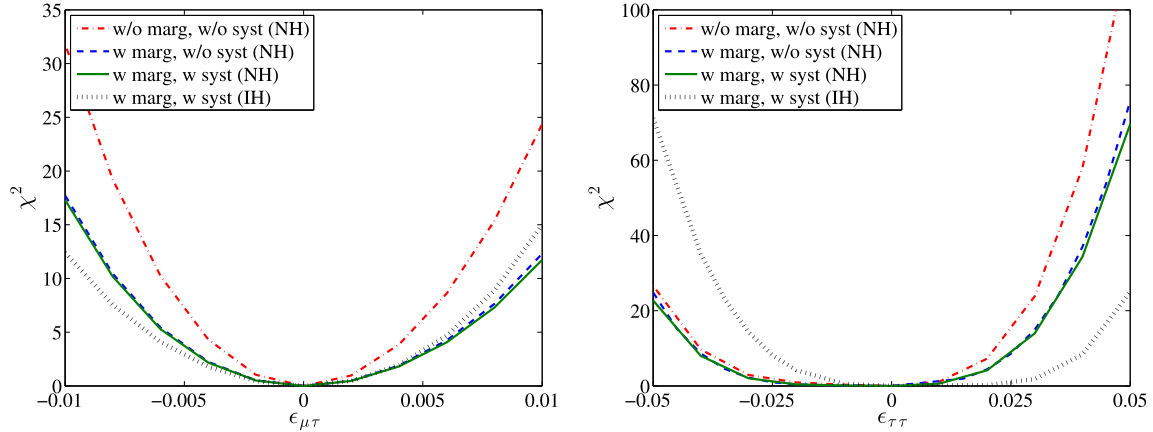 35
30
25
20
15
10
5
0
χ²
w/o marg, w/o syst (NH)
w marg, w/o syst (NH)
w marg, w syst (NH)
w marg, w syst (IH)
−0.01
−0.005
0
0.005
0.01
ϵμτ
100
80
60
40
20
0
χ²
w/o marg, w/o syst (NH)
w marg, w/o syst (NH)
w marg, w syst (NH)
w marg, w syst (IH)
−0.05
−0.025
0
0.025
0.05
ϵττ